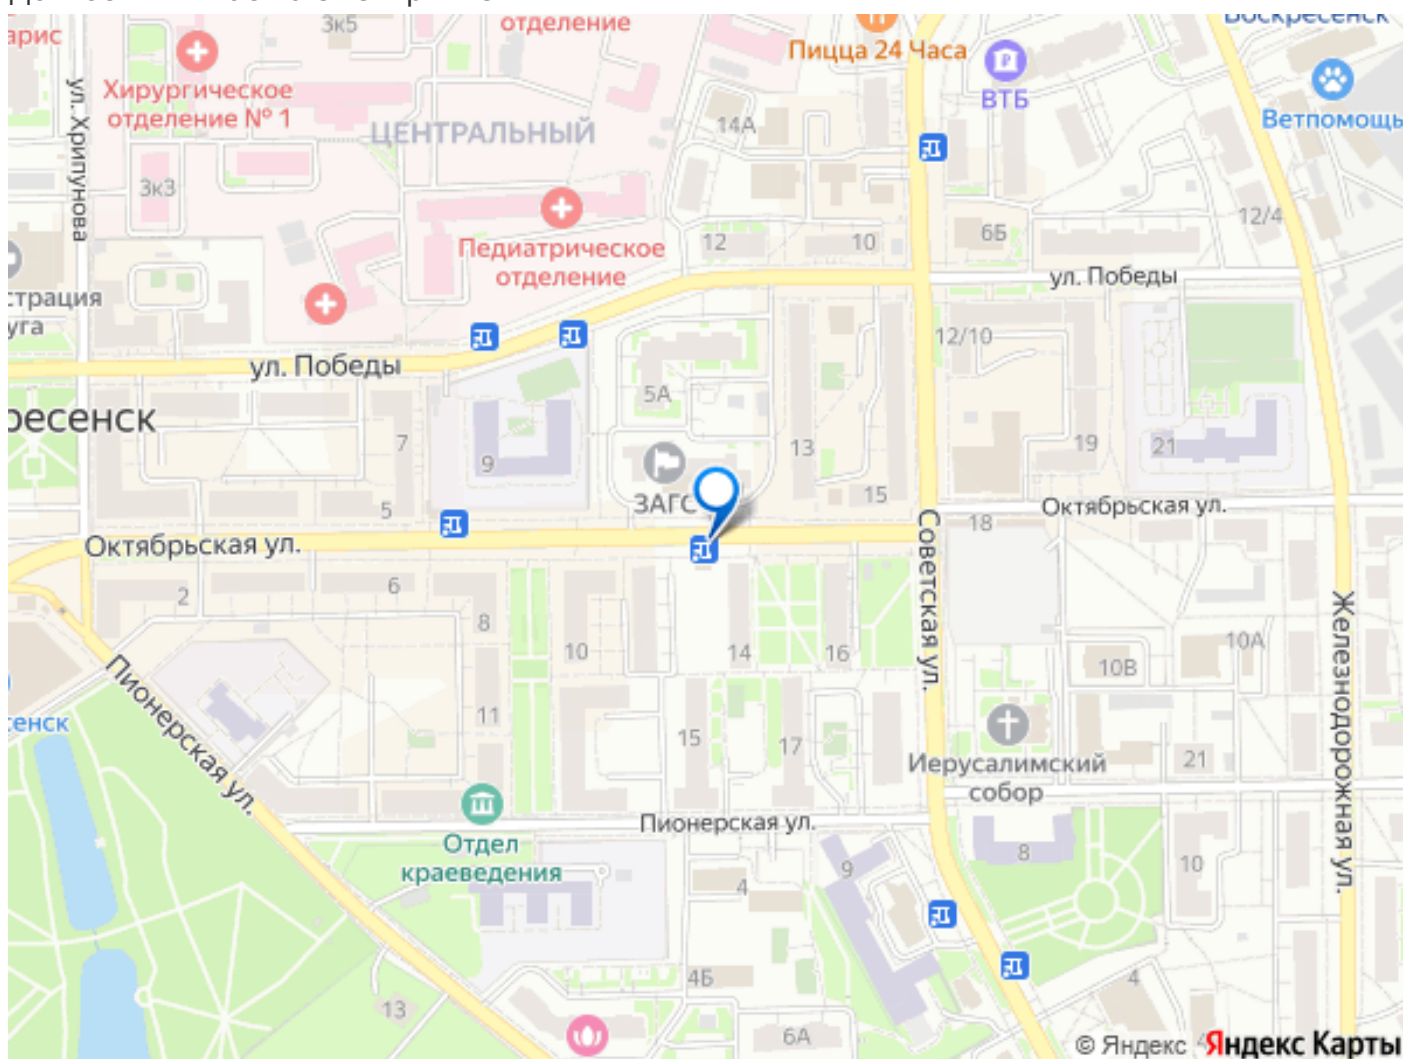 арис
3к5
отделение
Пицца 24 Часа
Воскресенск
ВТБ
Ветпомощь
Хирургическое
отделение № 1
ЦЕНТРАЛЬНЫЙ
14А
ул. Хрипунова
3к3
Педиатрическое
отделение
12
10
6Б
12/4
страция
уга
ул. Победы
ул. Победы
12/10
5А
ресенск
7
9
13
19
21
ЗАГС
15
5
Октябрьская ул.
18
Октябрьская ул.
Советская ул.
2
6
8
10
14
16
10В
10А
Железнодорожная ул.
Пионерская ул.
11
15
17
сенск
Иерусалимский
собор
21
Пионерская ул.
Отдел
краеведения
4
9
8
10
4Б
4
13
6А
4
© Яндекс
Яндекс Карты